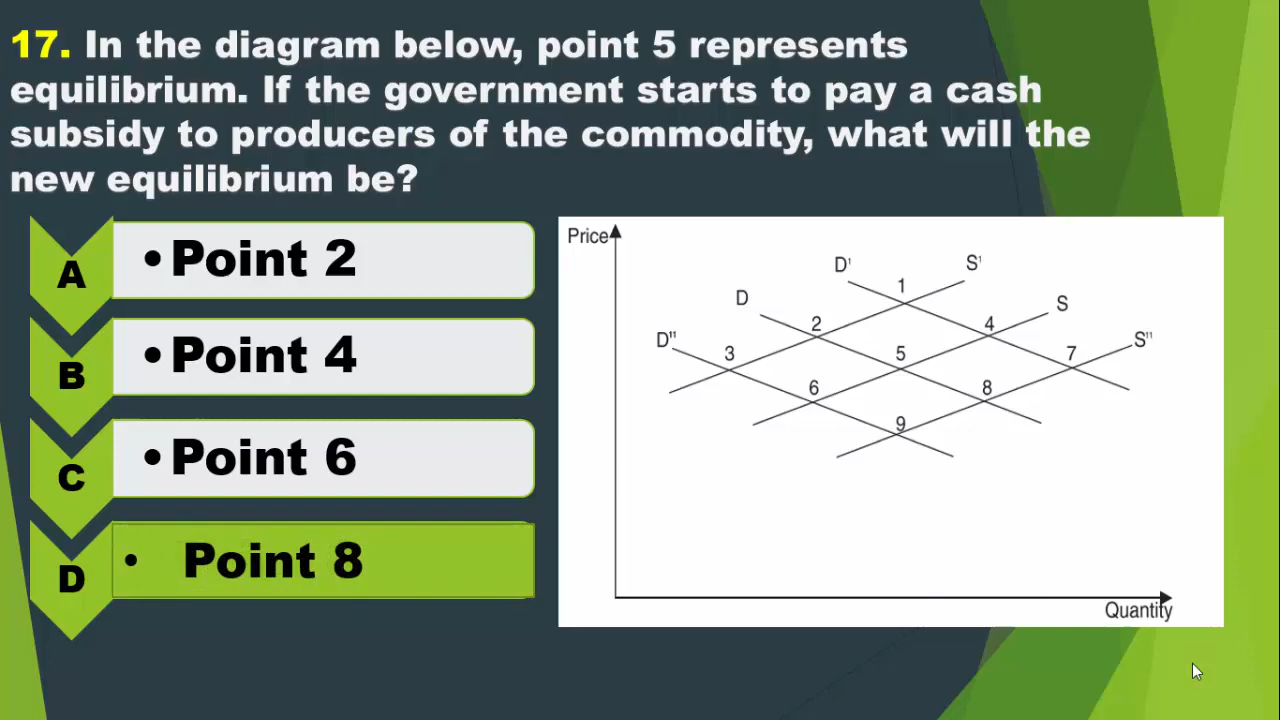 17. In the diagram below, point 5 represents
equilibrium. If the government starts to pay a cash
subsidy to producers of the commodity, what will the
new equilibrium be?
A
• Point 2
B
• Point 4
C
• Point 6
D
• Point 8
Price
D¹ S¹
D 1 S
D" 2 4 S"
3 5 7
6 8
9
Quantity